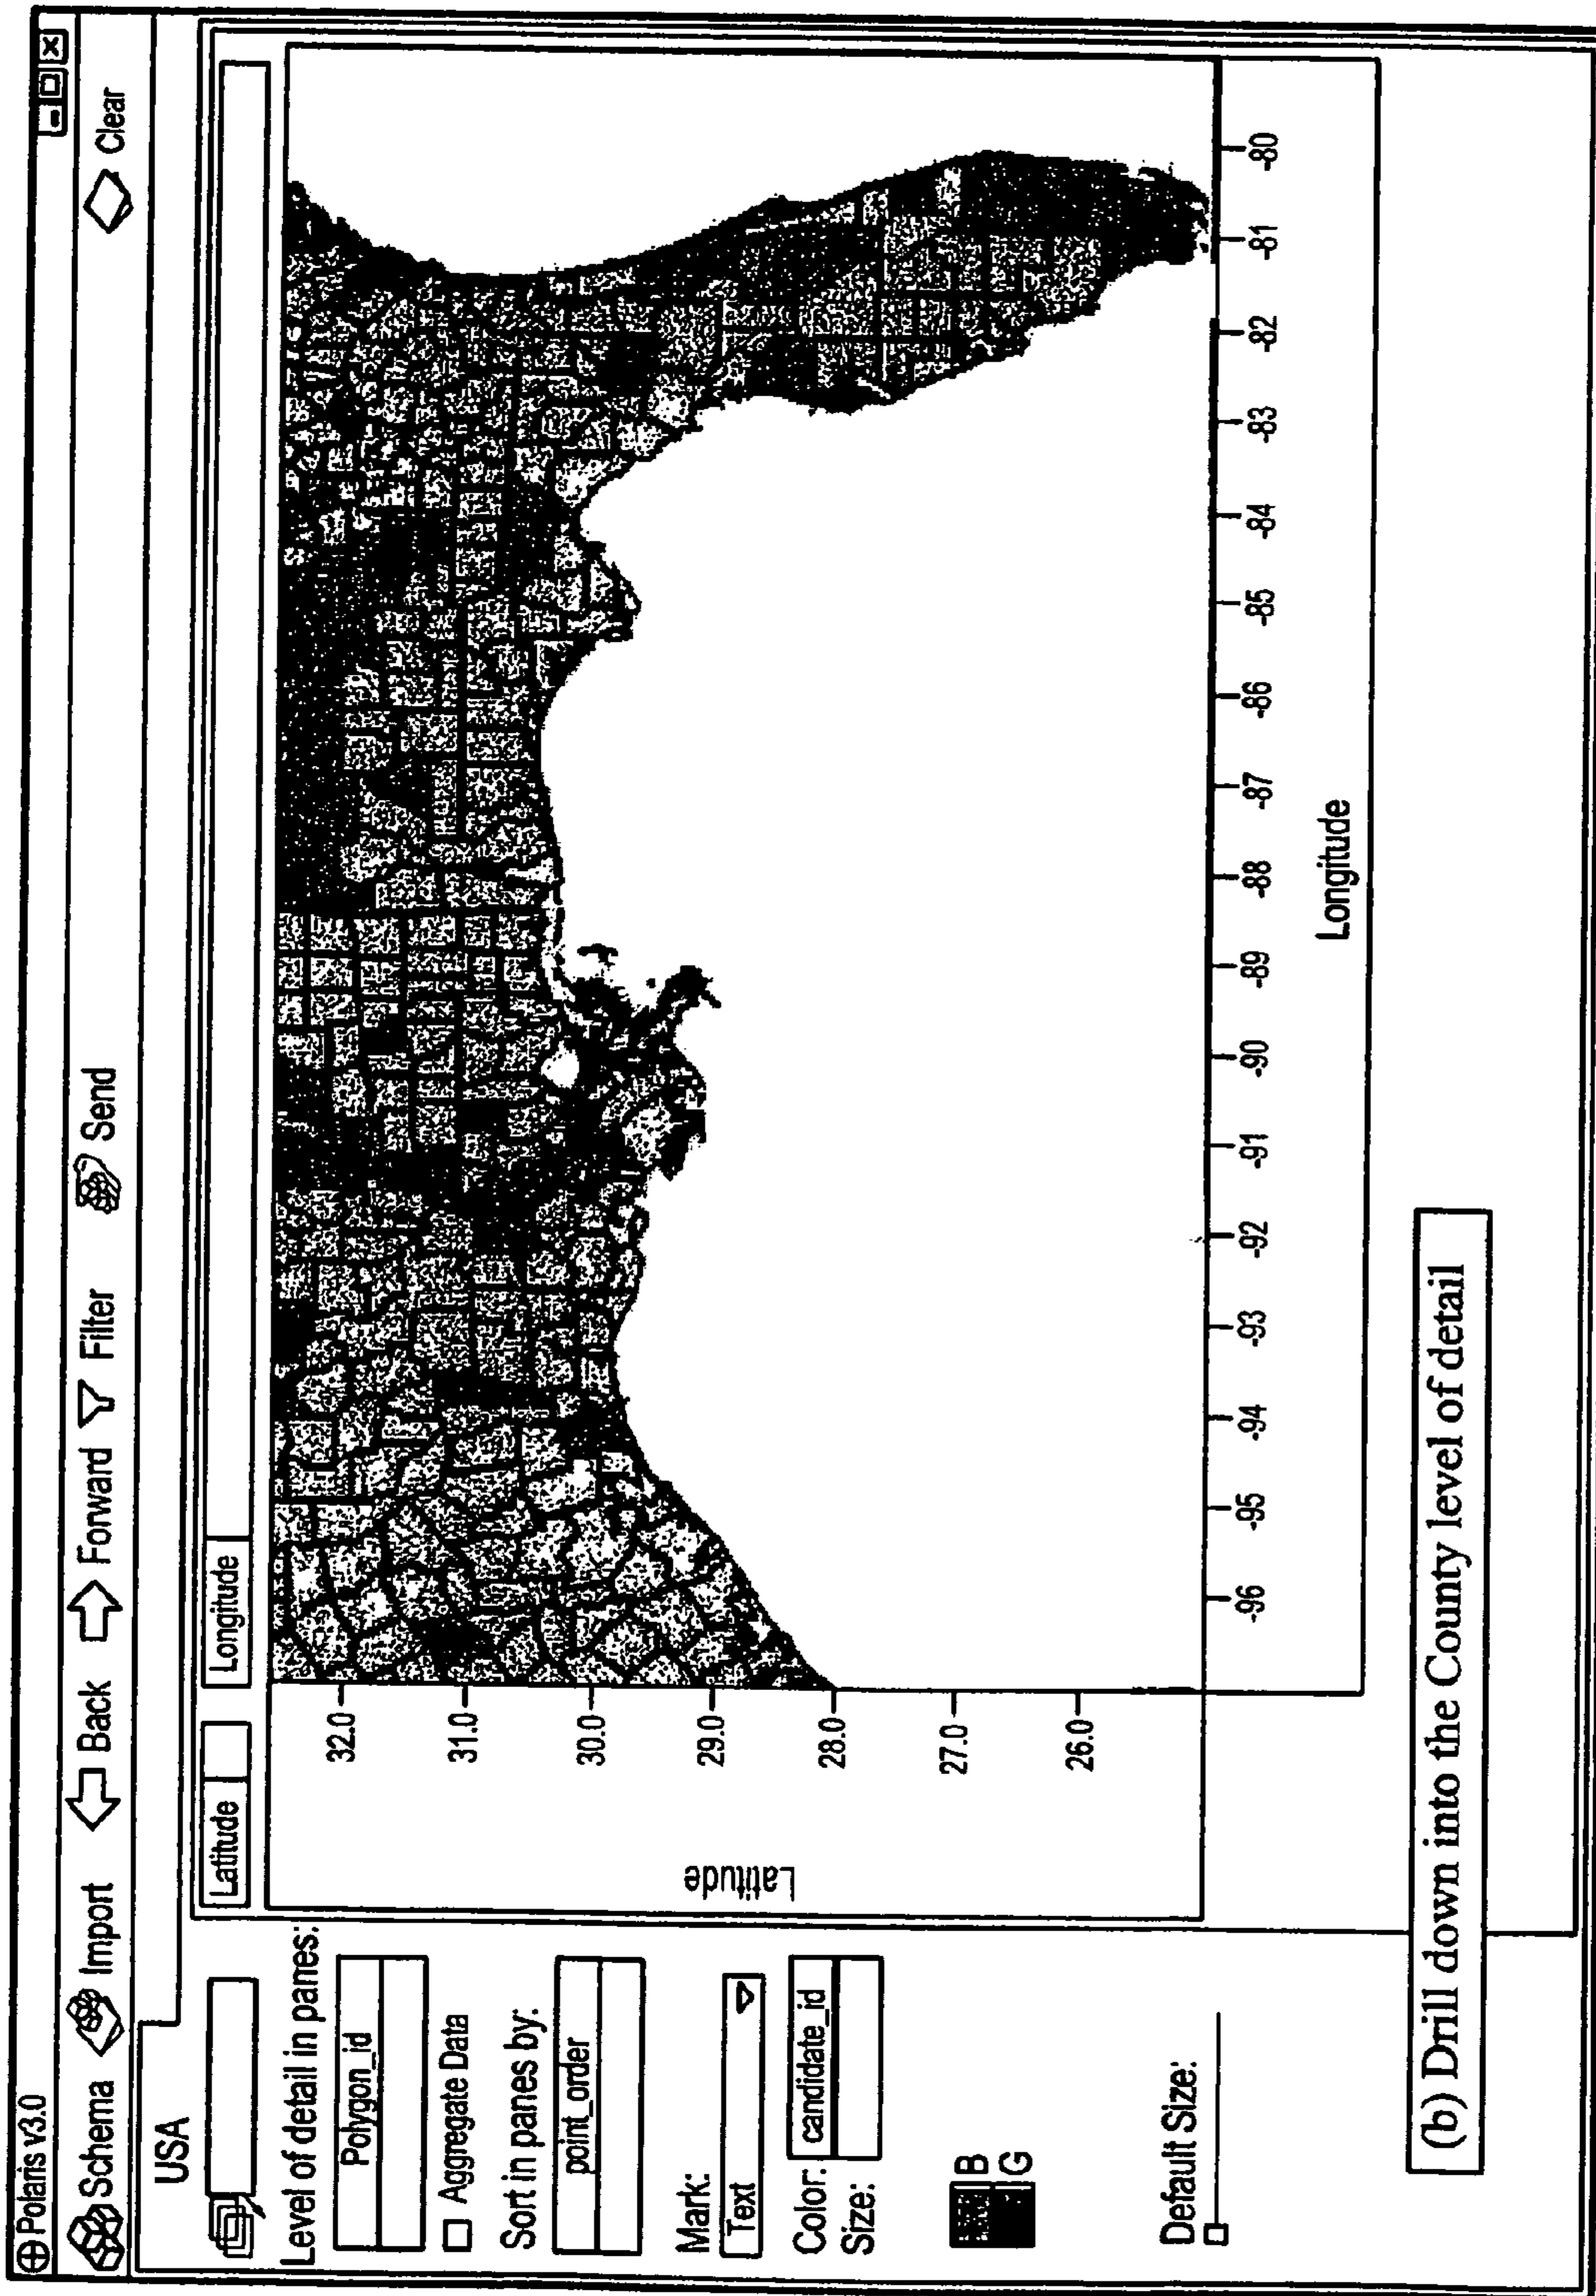 Polaris v3.0
Schema Import Back Forward Filter Send Clear
USA
Level of detail in panes:
Polygon_id
Aggregate Data
Sort in panes by:
point_order
Mark:
Text
Color: candidate_id
Size:
B
G
Default Size:
Latitude Longitude
32.0
31.0
30.0
29.0
28.0
27.0
26.0
Latitude
-96 -95 -94 -93 -92 -91 -90 -89 -88 -87 -86 -85 -84 -83 -82 -81 -80
Longitude
(b) Drill down into the County level of detail